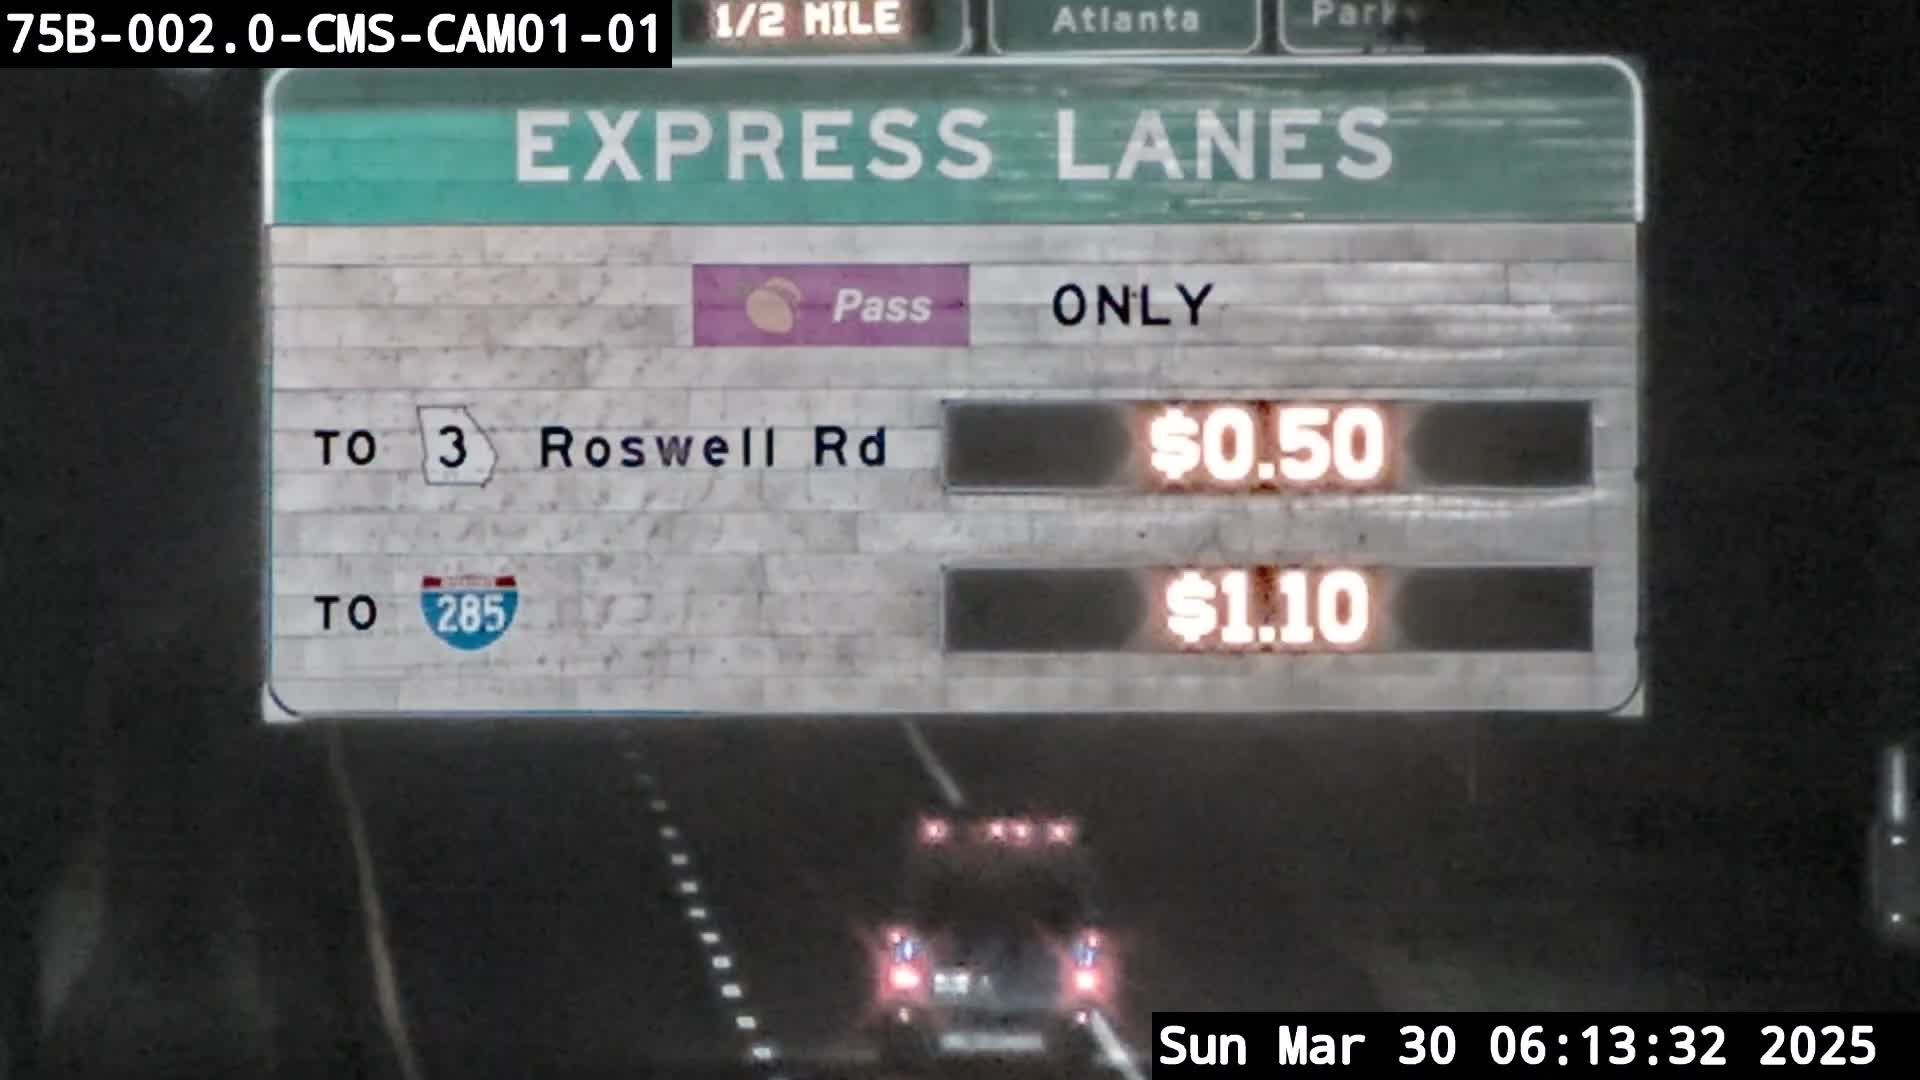 75B-002.0-CMS-CAM01-01
1/2 MILE
Atlanta
EXPRESS LANES
Pass ONLY
TO 3 Roswell Rd $0.50
TO 285 $1.10
Sun Mar 30 06:13:32 2025